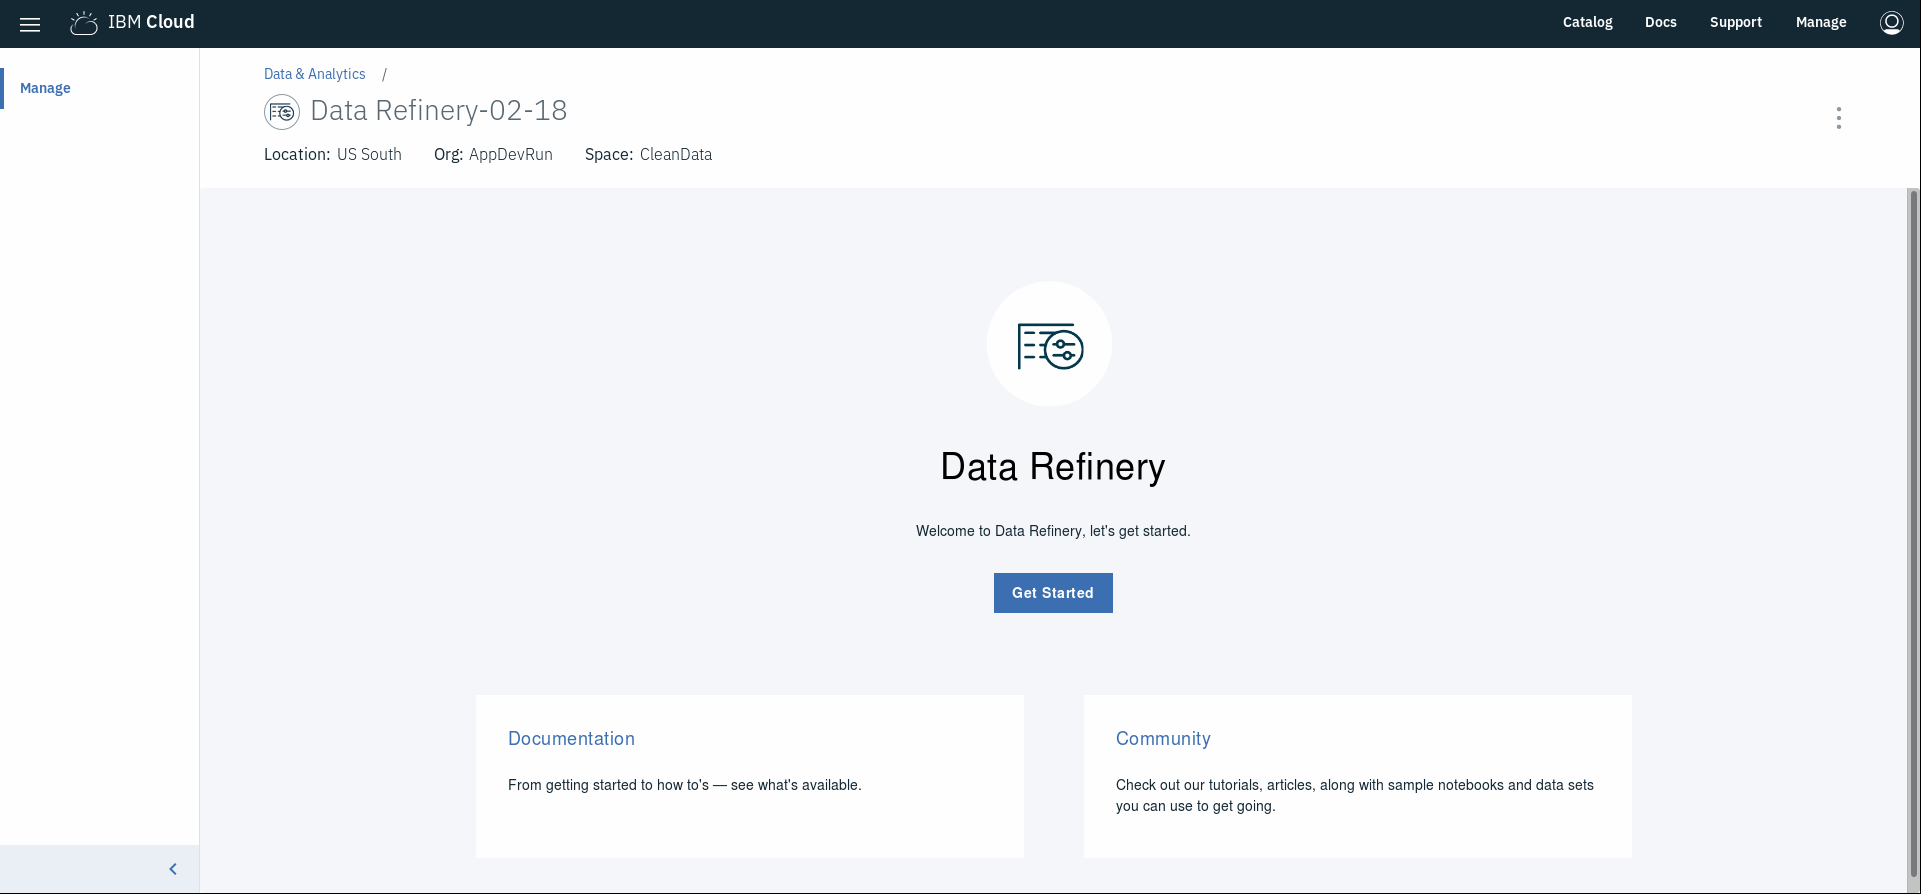 IBM Cloud
Catalog Docs Support Manage
Manage
Data & Analytics /
Data Refinery-02-18
Location: US South Org: AppDevRun Space: CleanData
Data Refinery
Welcome to Data Refinery, let's get started.
Get Started
Documentation
From getting started to how to's — see what's available.
Community
Check out our tutorials, articles, along with sample notebooks and data sets
you can use to get going.